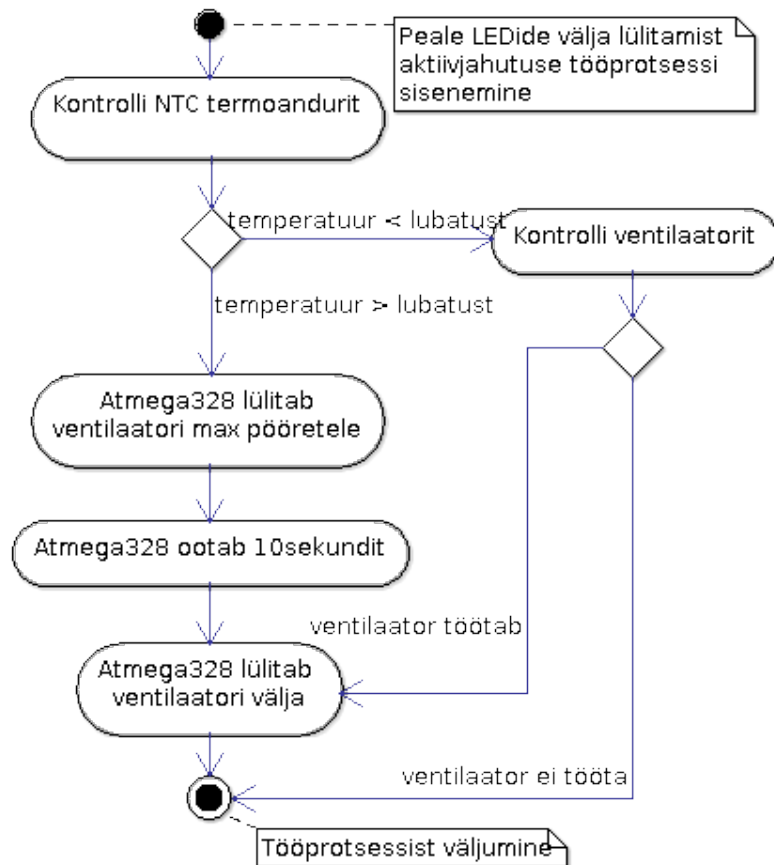 Peale LEDide välja lülitamist
aktiivjahutuse tööprotsessi
sisenemine
Kontrolli NTC termoandurit
temperatuur < lubatust
Kontrolli ventilaatorit
temperatuur > lubatust
Atmega328 lülitab
ventilaatori max pööretele
Atmega328 ootab 10sekundit
ventilaator töötab
Atmega328 lülitab
ventilaatori välja
ventilaator ei tööta
Tööprotsessist väljumine